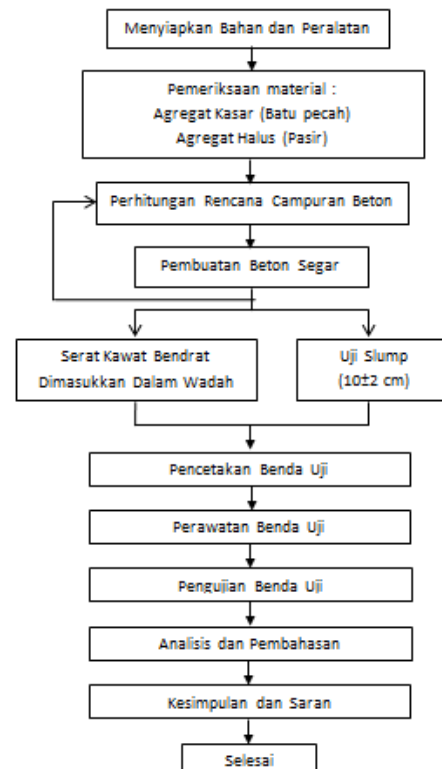 Menyiapkan Bahan dan Peralatan
Pemeriksaan material :
Agregat Kasar (Batu pecah)
Agregat Halus (Pasir)
Perhitungan Rencana Campuran Beton
Pembuatan Beton Segar
Serat Kawat Bendrat
Dimasukkan Dalam Wadah
Uji Slump
(10±2 cm)
Pencetakan Benda Uji
Perawatan Benda Uji
Pengujian Benda Uji
Analisis dan Pembahasan
Kesimpulan dan Saran
Selesai